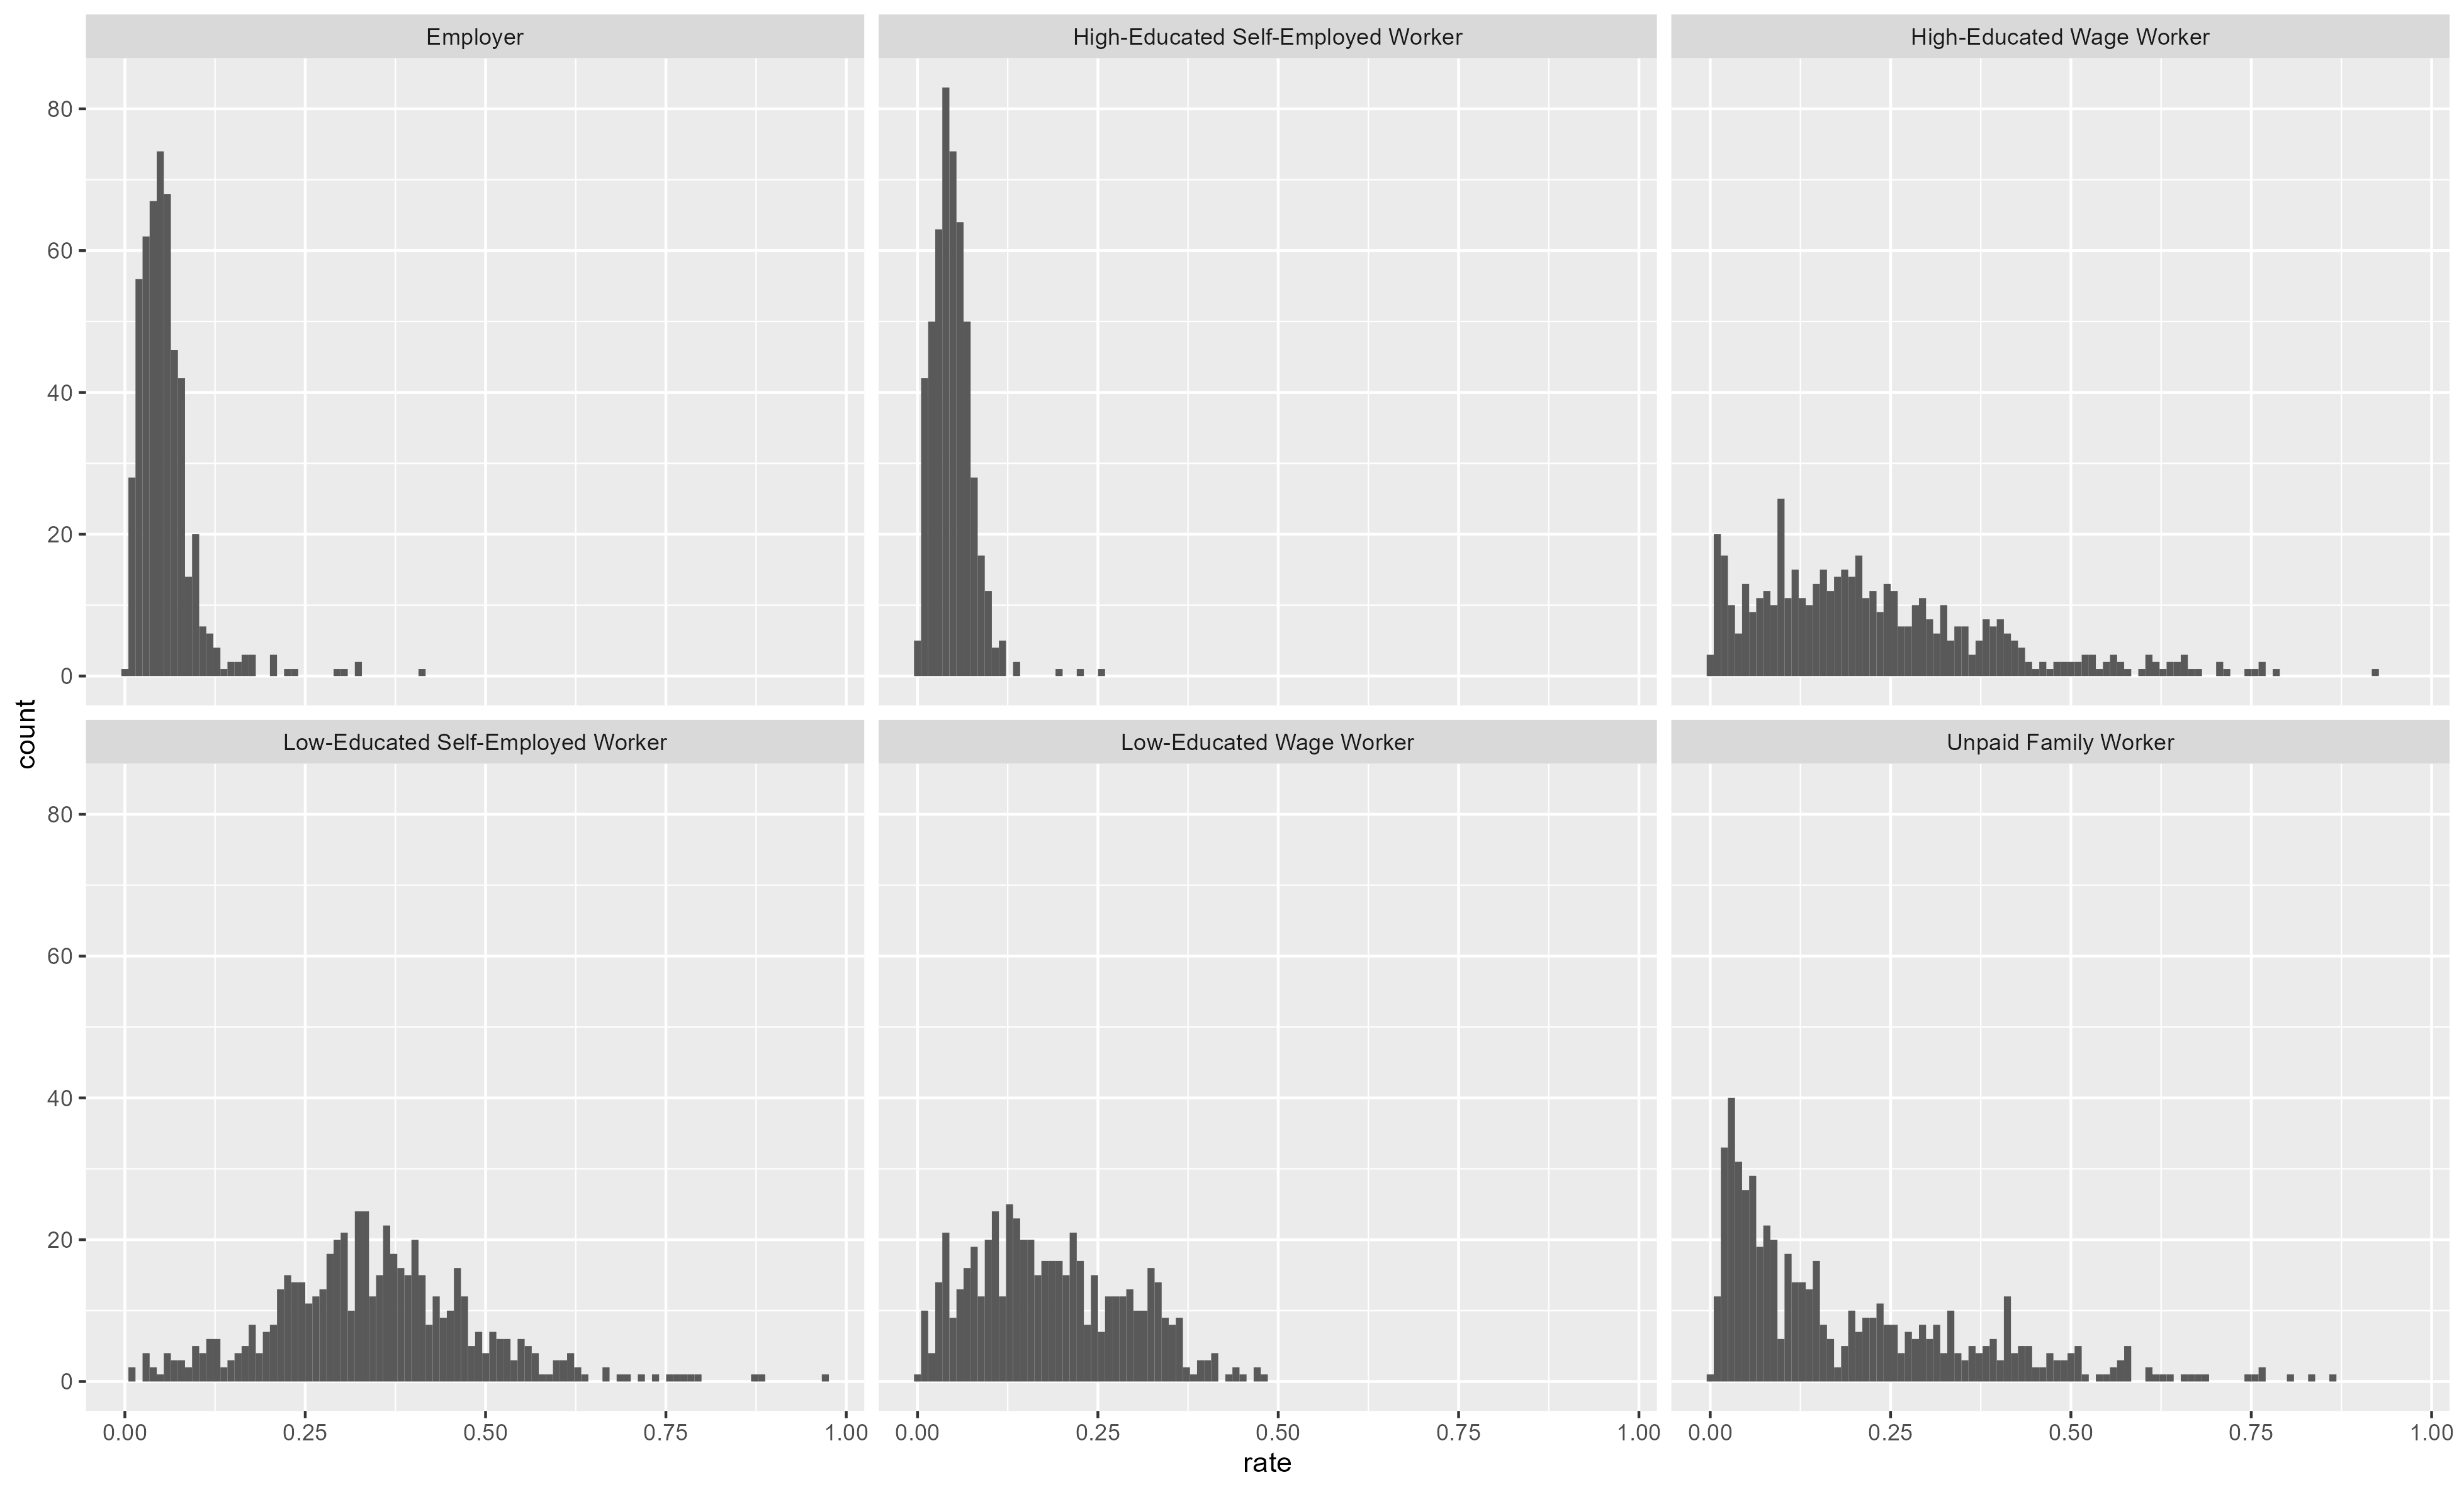 Employer
High-Educated Self-Employed Worker
High-Educated Wage Worker
80
60
40
20
0
count
Low-Educated Self-Employed Worker
Low-Educated Wage Worker
Unpaid Family Worker
80
60
40
20
0
0.00 0.25 0.50 0.75 1.00
0.00 0.25 0.50 0.75 1.00
0.00 0.25 0.50 0.75 1.00
rate